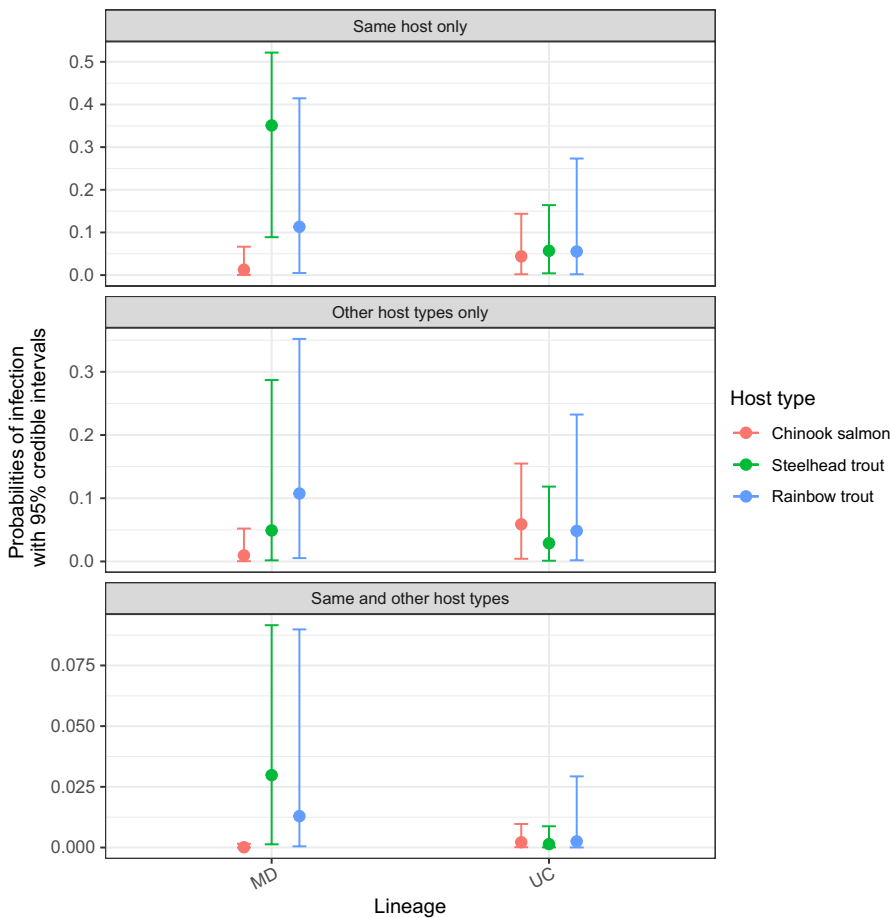 Same host only
0.5
0.4
0.3
0.2
0.1
0.0
Other host types only
0.3
0.2
0.1
0.0
Same and other host types
0.075
0.050
0.025
0.000
Probabilities of infection
with 95% credible intervals
MD
UC
Lineage
Host type
Chinook salmon
Steelhead trout
Rainbow trout